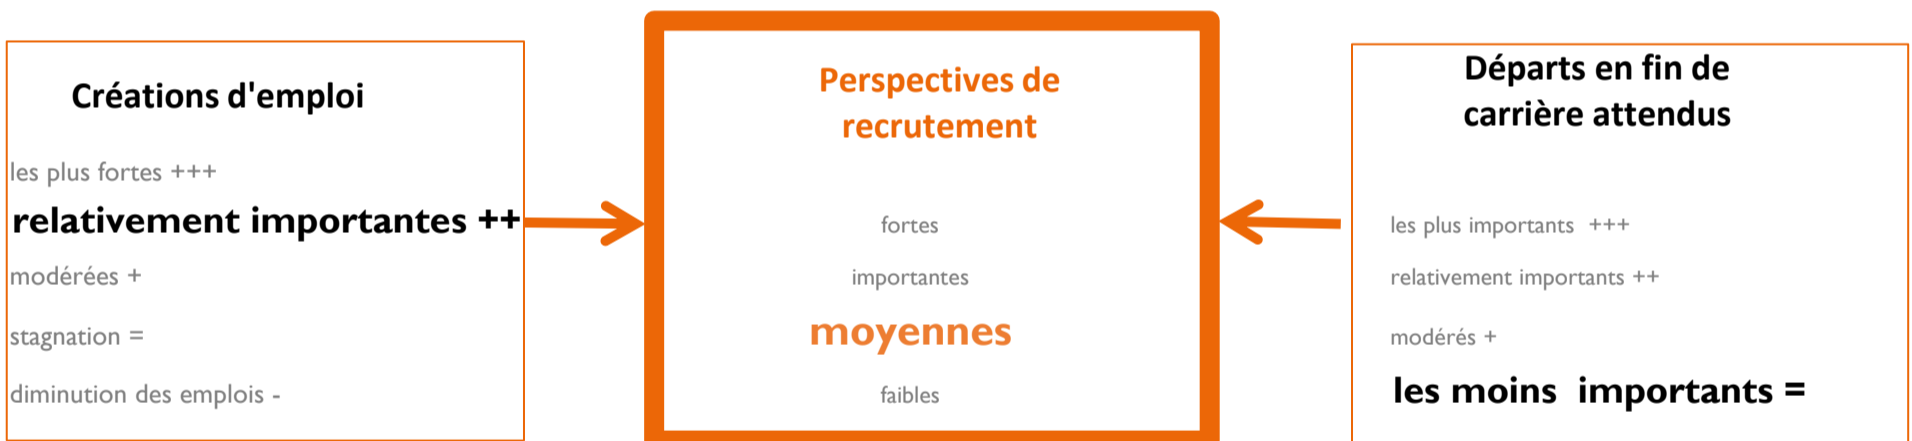 Créations d'emploi
les plus fortes +++
relativement importantes ++
modérées +
stagnation =
diminution des emplois -
Perspectives de
recrutement
fortes
importantes
moyennes
faibles
Départs en fin de
carrière attendus
les plus importants +++
relativement importants ++
modérés +
les moins importants =